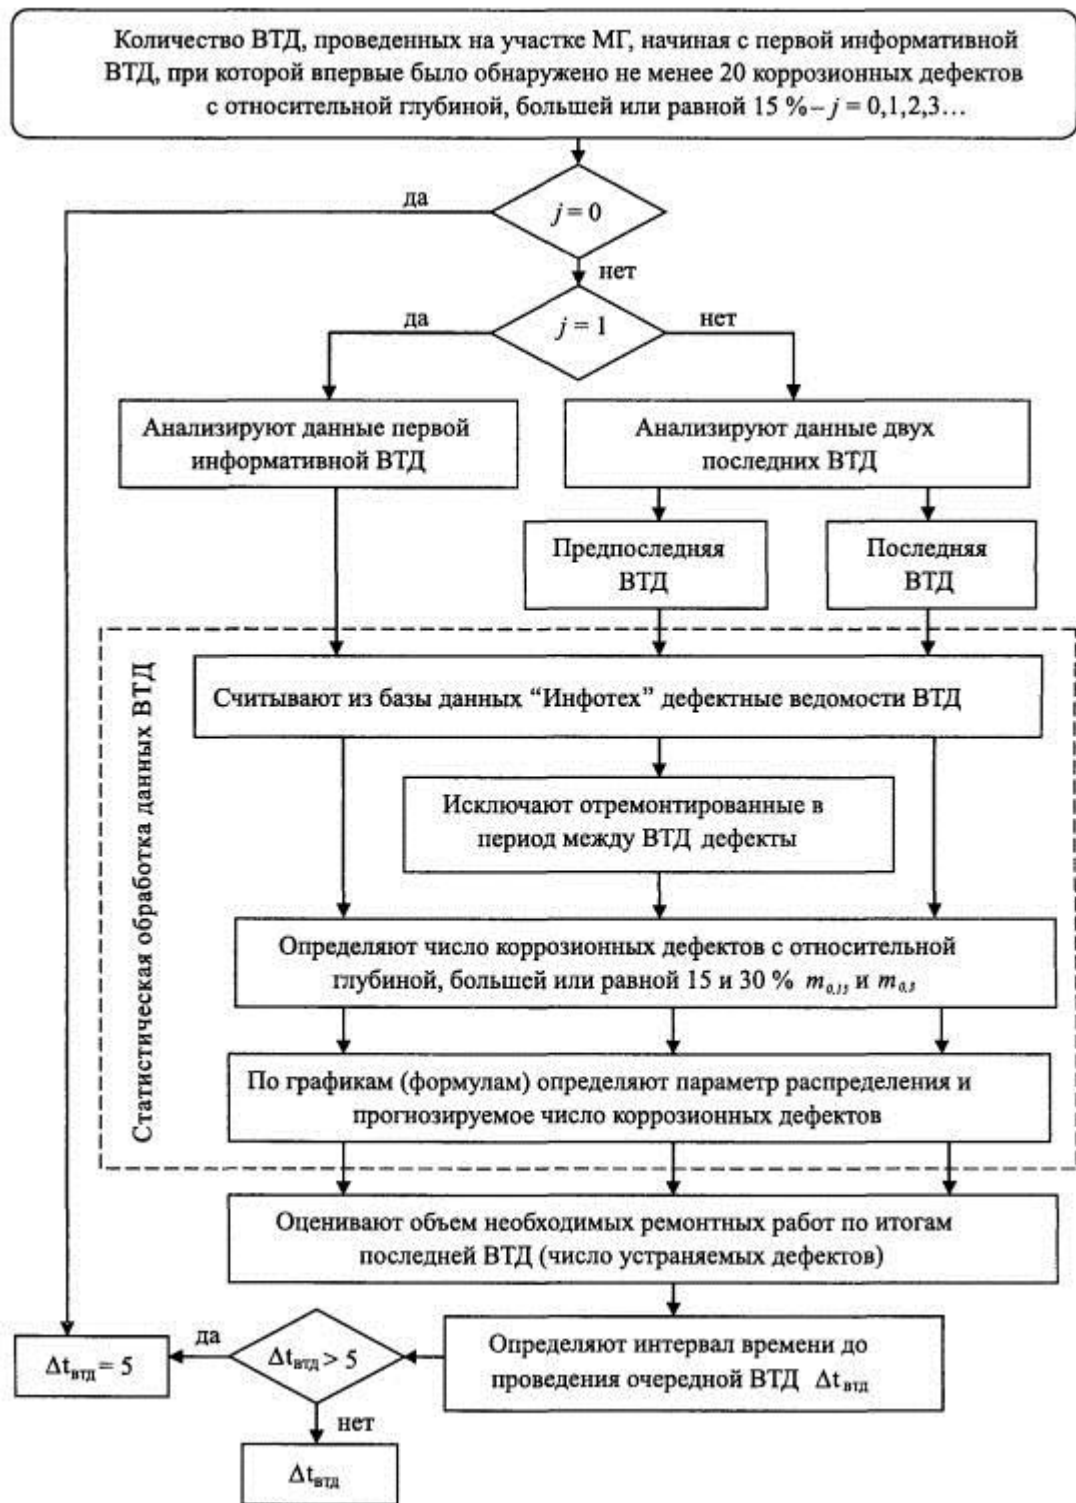 Количество ВТД, проведенных на участке МГ, начиная с первой информативной
ВТД, при которой впервые было обнаружено не менее 20 коррозионных дефектов
с относительной глубиной, большей или равной 15 % – j = 0,1,2,3…
да
j = 0
нет
да
j = 1
нет
Анализируют данные первой
информативной ВТД
Анализируют данные двух
последних ВТД
Предпоследняя
ВТД
Последняя
ВТД
Статистическая обработка данных ВТД
Считывают из базы данных “Инфотех” дефектные ведомости ВТД
Исключают отремонтированные в
период между ВТД дефекты
Определяют число коррозионных дефектов с относительной
глубиной, большей или равной 15 и 30 % m0,15 и m0,3
По графикам (формулам) определяют параметр распределения и
прогнозируемое число коррозионных дефектов
Оценивают объем необходимых ремонтных работ по итогам
последней ВТД (число устраняемых дефектов)
Определяют интервал времени до
проведения очередной ВТД Δtвтд
Δtвтд > 5
да
Δtвтд = 5
нет
Δtвтд